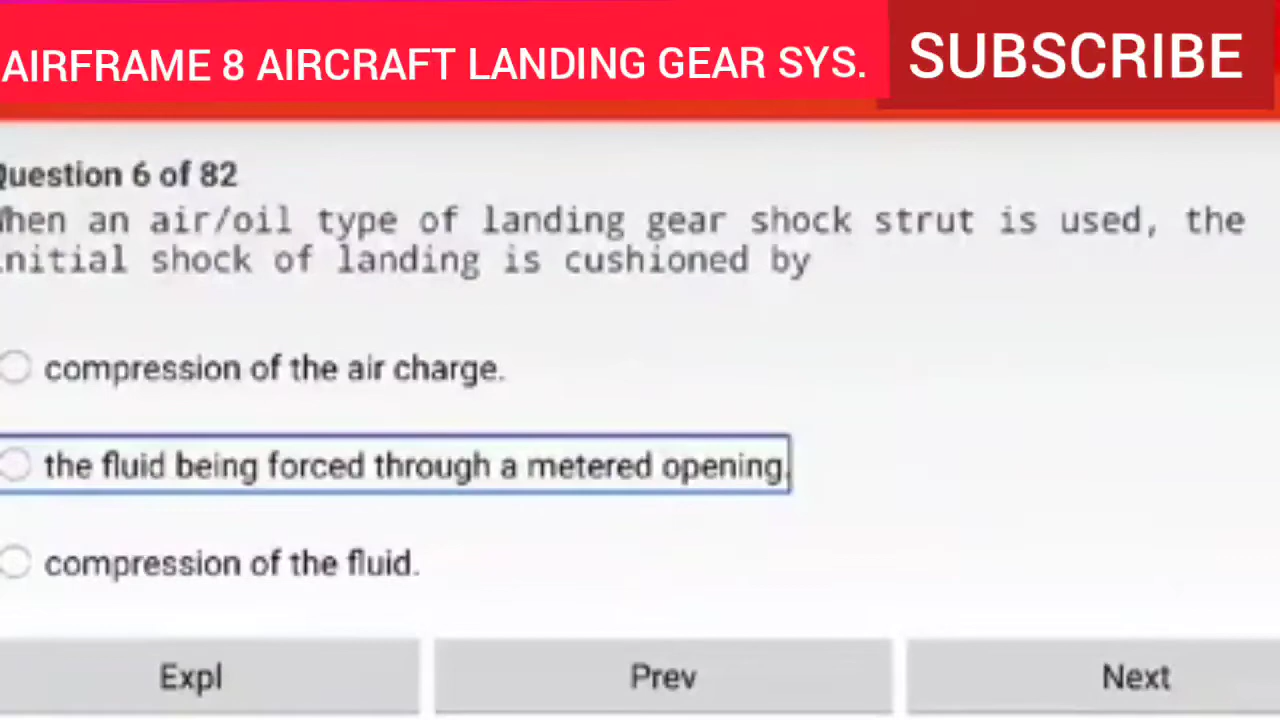 AIRFRAME 8 AIRCRAFT LANDING GEAR SYS.
SUBSCRIBE
Question 6 of 82
When an air/oil type of landing gear shock strut is used, the
initial shock of landing is cushioned by
compression of the air charge.
the fluid being forced through a metered opening.
compression of the fluid.
Expl
Prev
Next